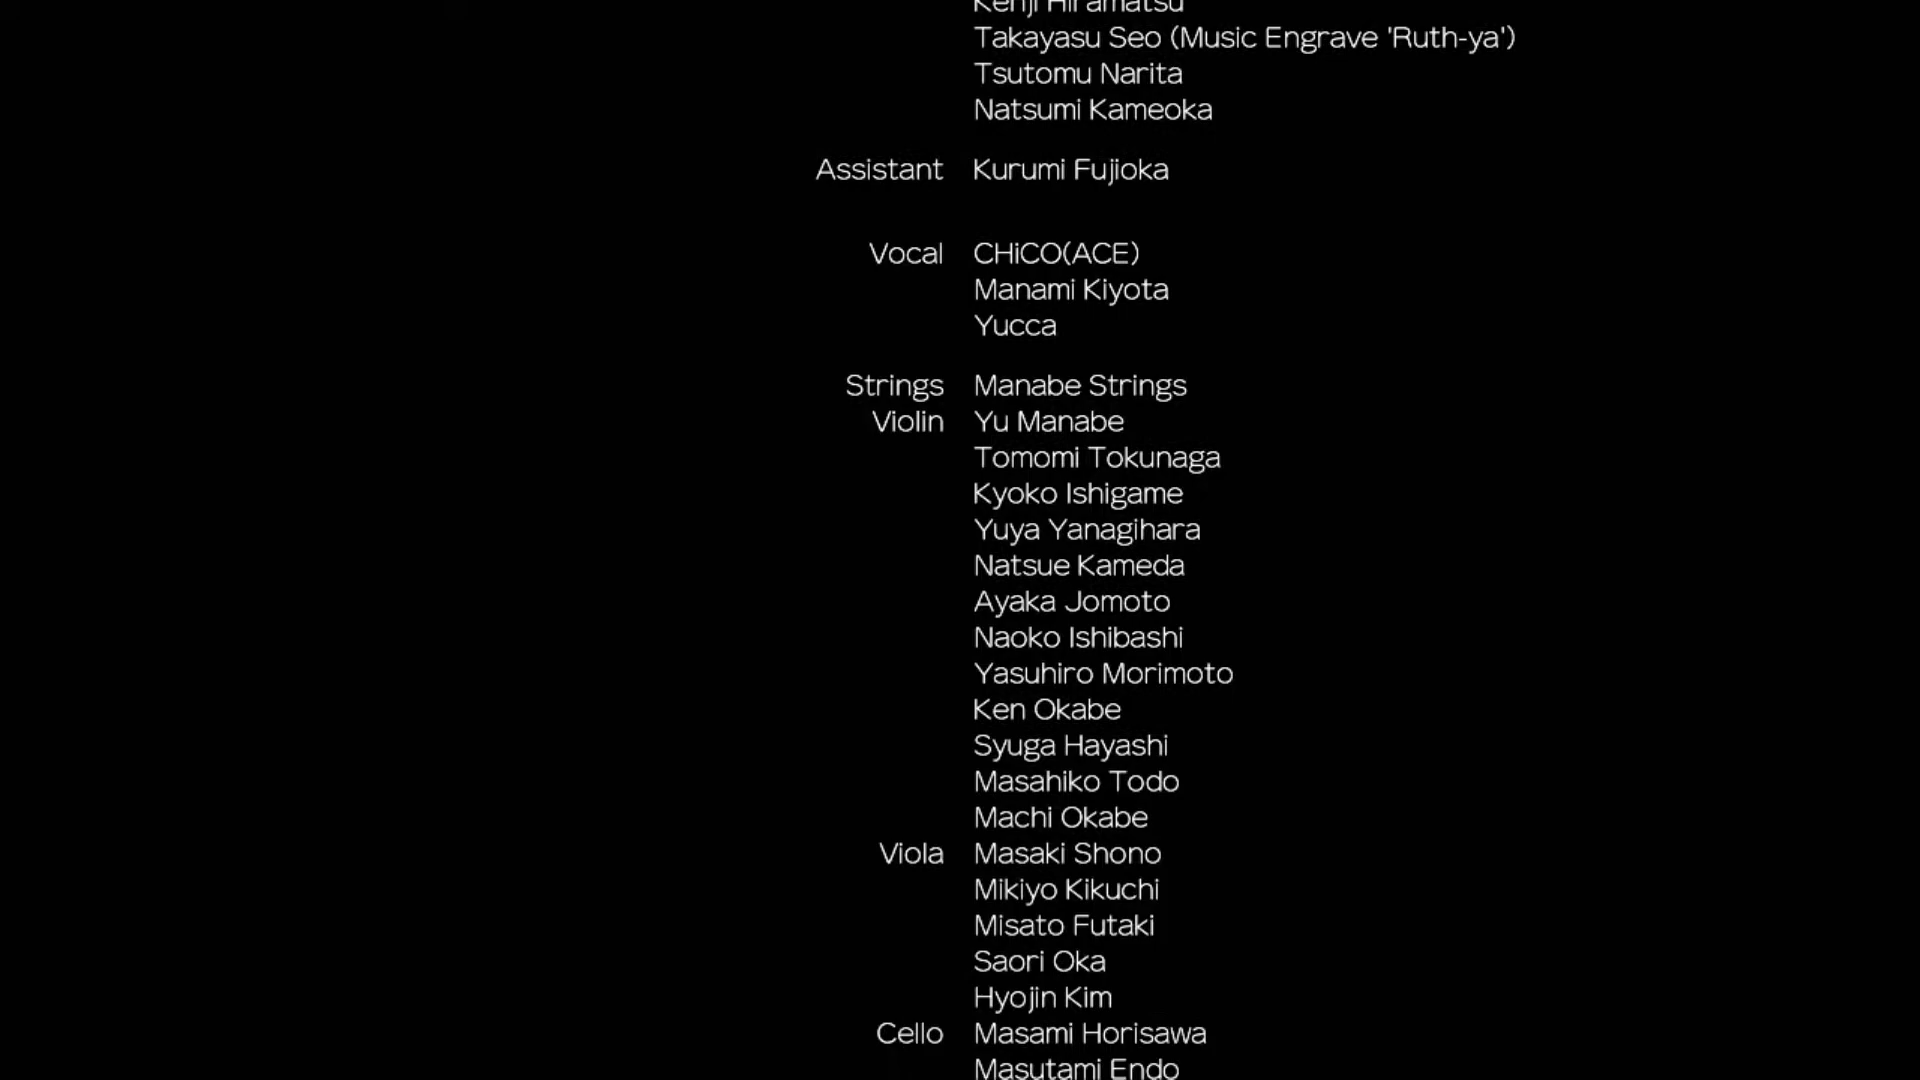 Kenji Hiramatsu
Takayasu Seo (Music Engrave 'Ruth-ya')
Tsutomu Narita
Natsumi Kameoka
Assistant Kurumi Fujioka
Vocal CHiCO(ACE)
Manami Kiyota
Yucca
Strings Manabe Strings
Violin Yu Manabe
Tomomi Tokunaga
Kyoko Ishigame
Yuya Yanagihara
Natsue Kameda
Ayaka Jomoto
Naoko Ishibashi
Yasuhiro Morimoto
Ken Okabe
Syuga Hayashi
Masahiko Todo
Machi Okabe
Viola Masaki Shono
Mikiyo Kikuchi
Misato Futaki
Saori Oka
Hyojin Kim
Cello Masami Horisawa
Masutami Endo